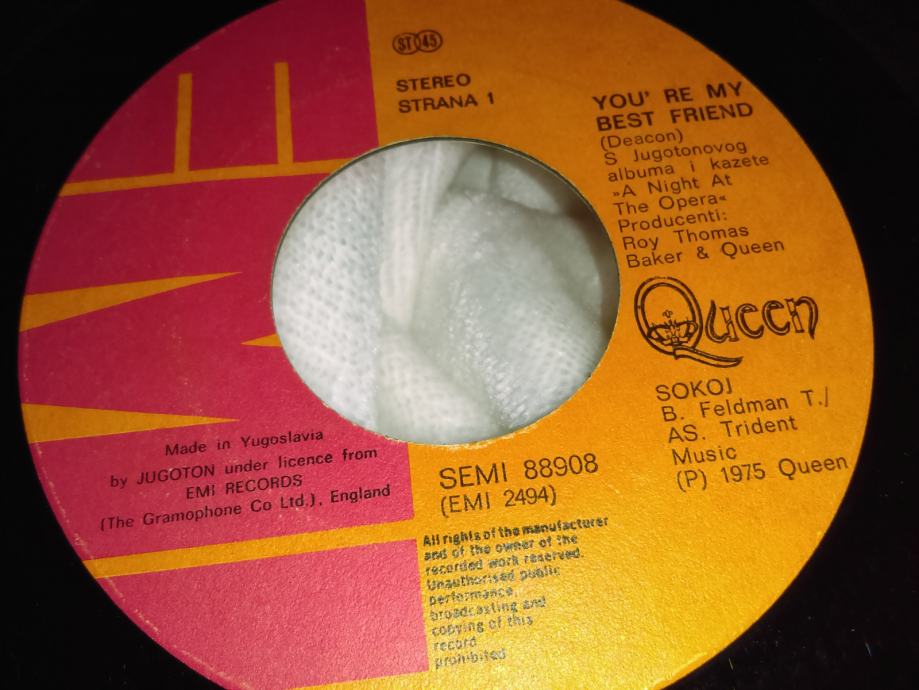 EMI
ST 45
STEREO
STRANA 1
YOU' RE MY
BEST FRIEND
(Deacon)
S Jugotonovog
albuma i kazete
»A Night At
The Opera«
Producenti:
Roy Thomas
Baker & Queen
Queen
SOKOJ
B. Feldman T./
AS. Trident
Music
(P) 1975 Queen
Made in Yugoslavia
by JUGOTON under licence from
EMI RECORDS
(The Gramophone Co Ltd.), England
SEMI 88908
(EMI 2494)
All rights of the manufacturer
and of the owner of the
recorded work reserved.
Unauthorised public
performance,
broadcasting and
copying of this
record
prohibited